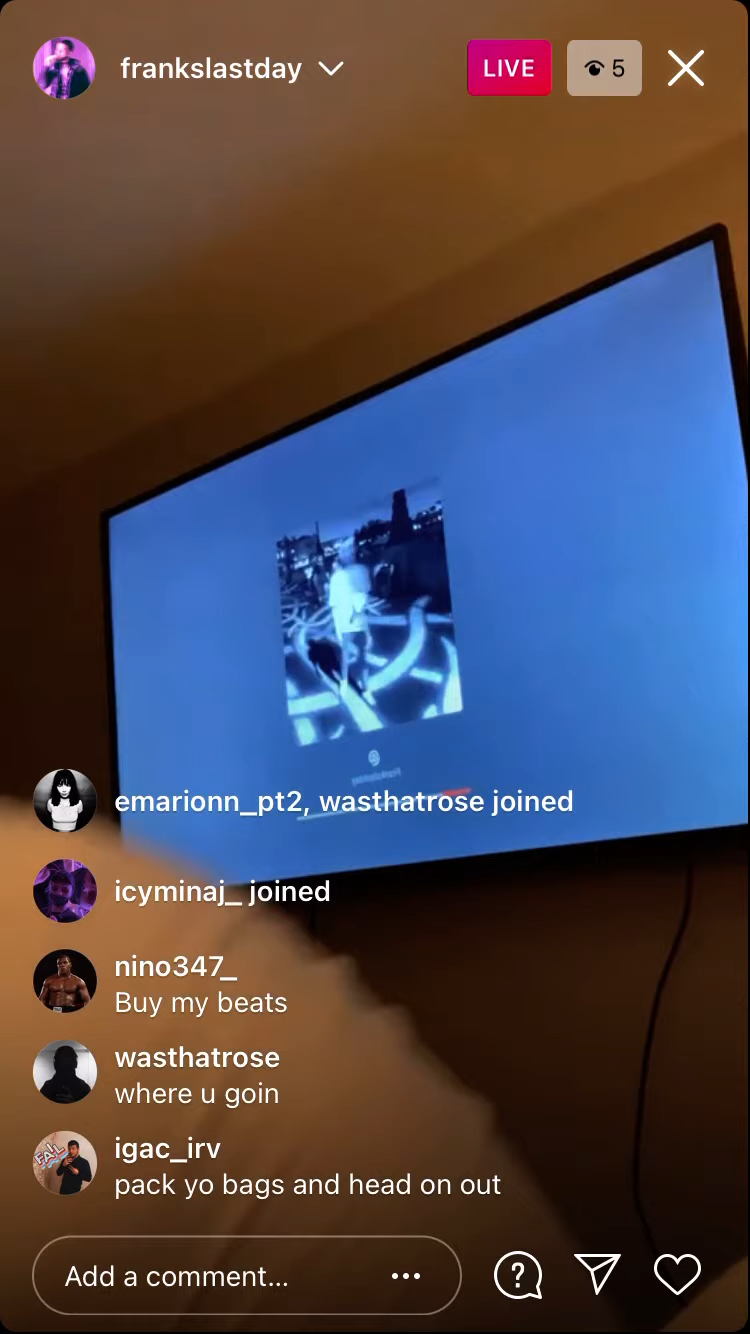 frankslastday
LIVE
5
emarionn_pt2, wasthatrose joined
icyminaj_ joined
nino347_
Buy my beats
wasthatrose
where u goin
FAIL
igac_irv
pack yo bags and head on out
Add a comment...